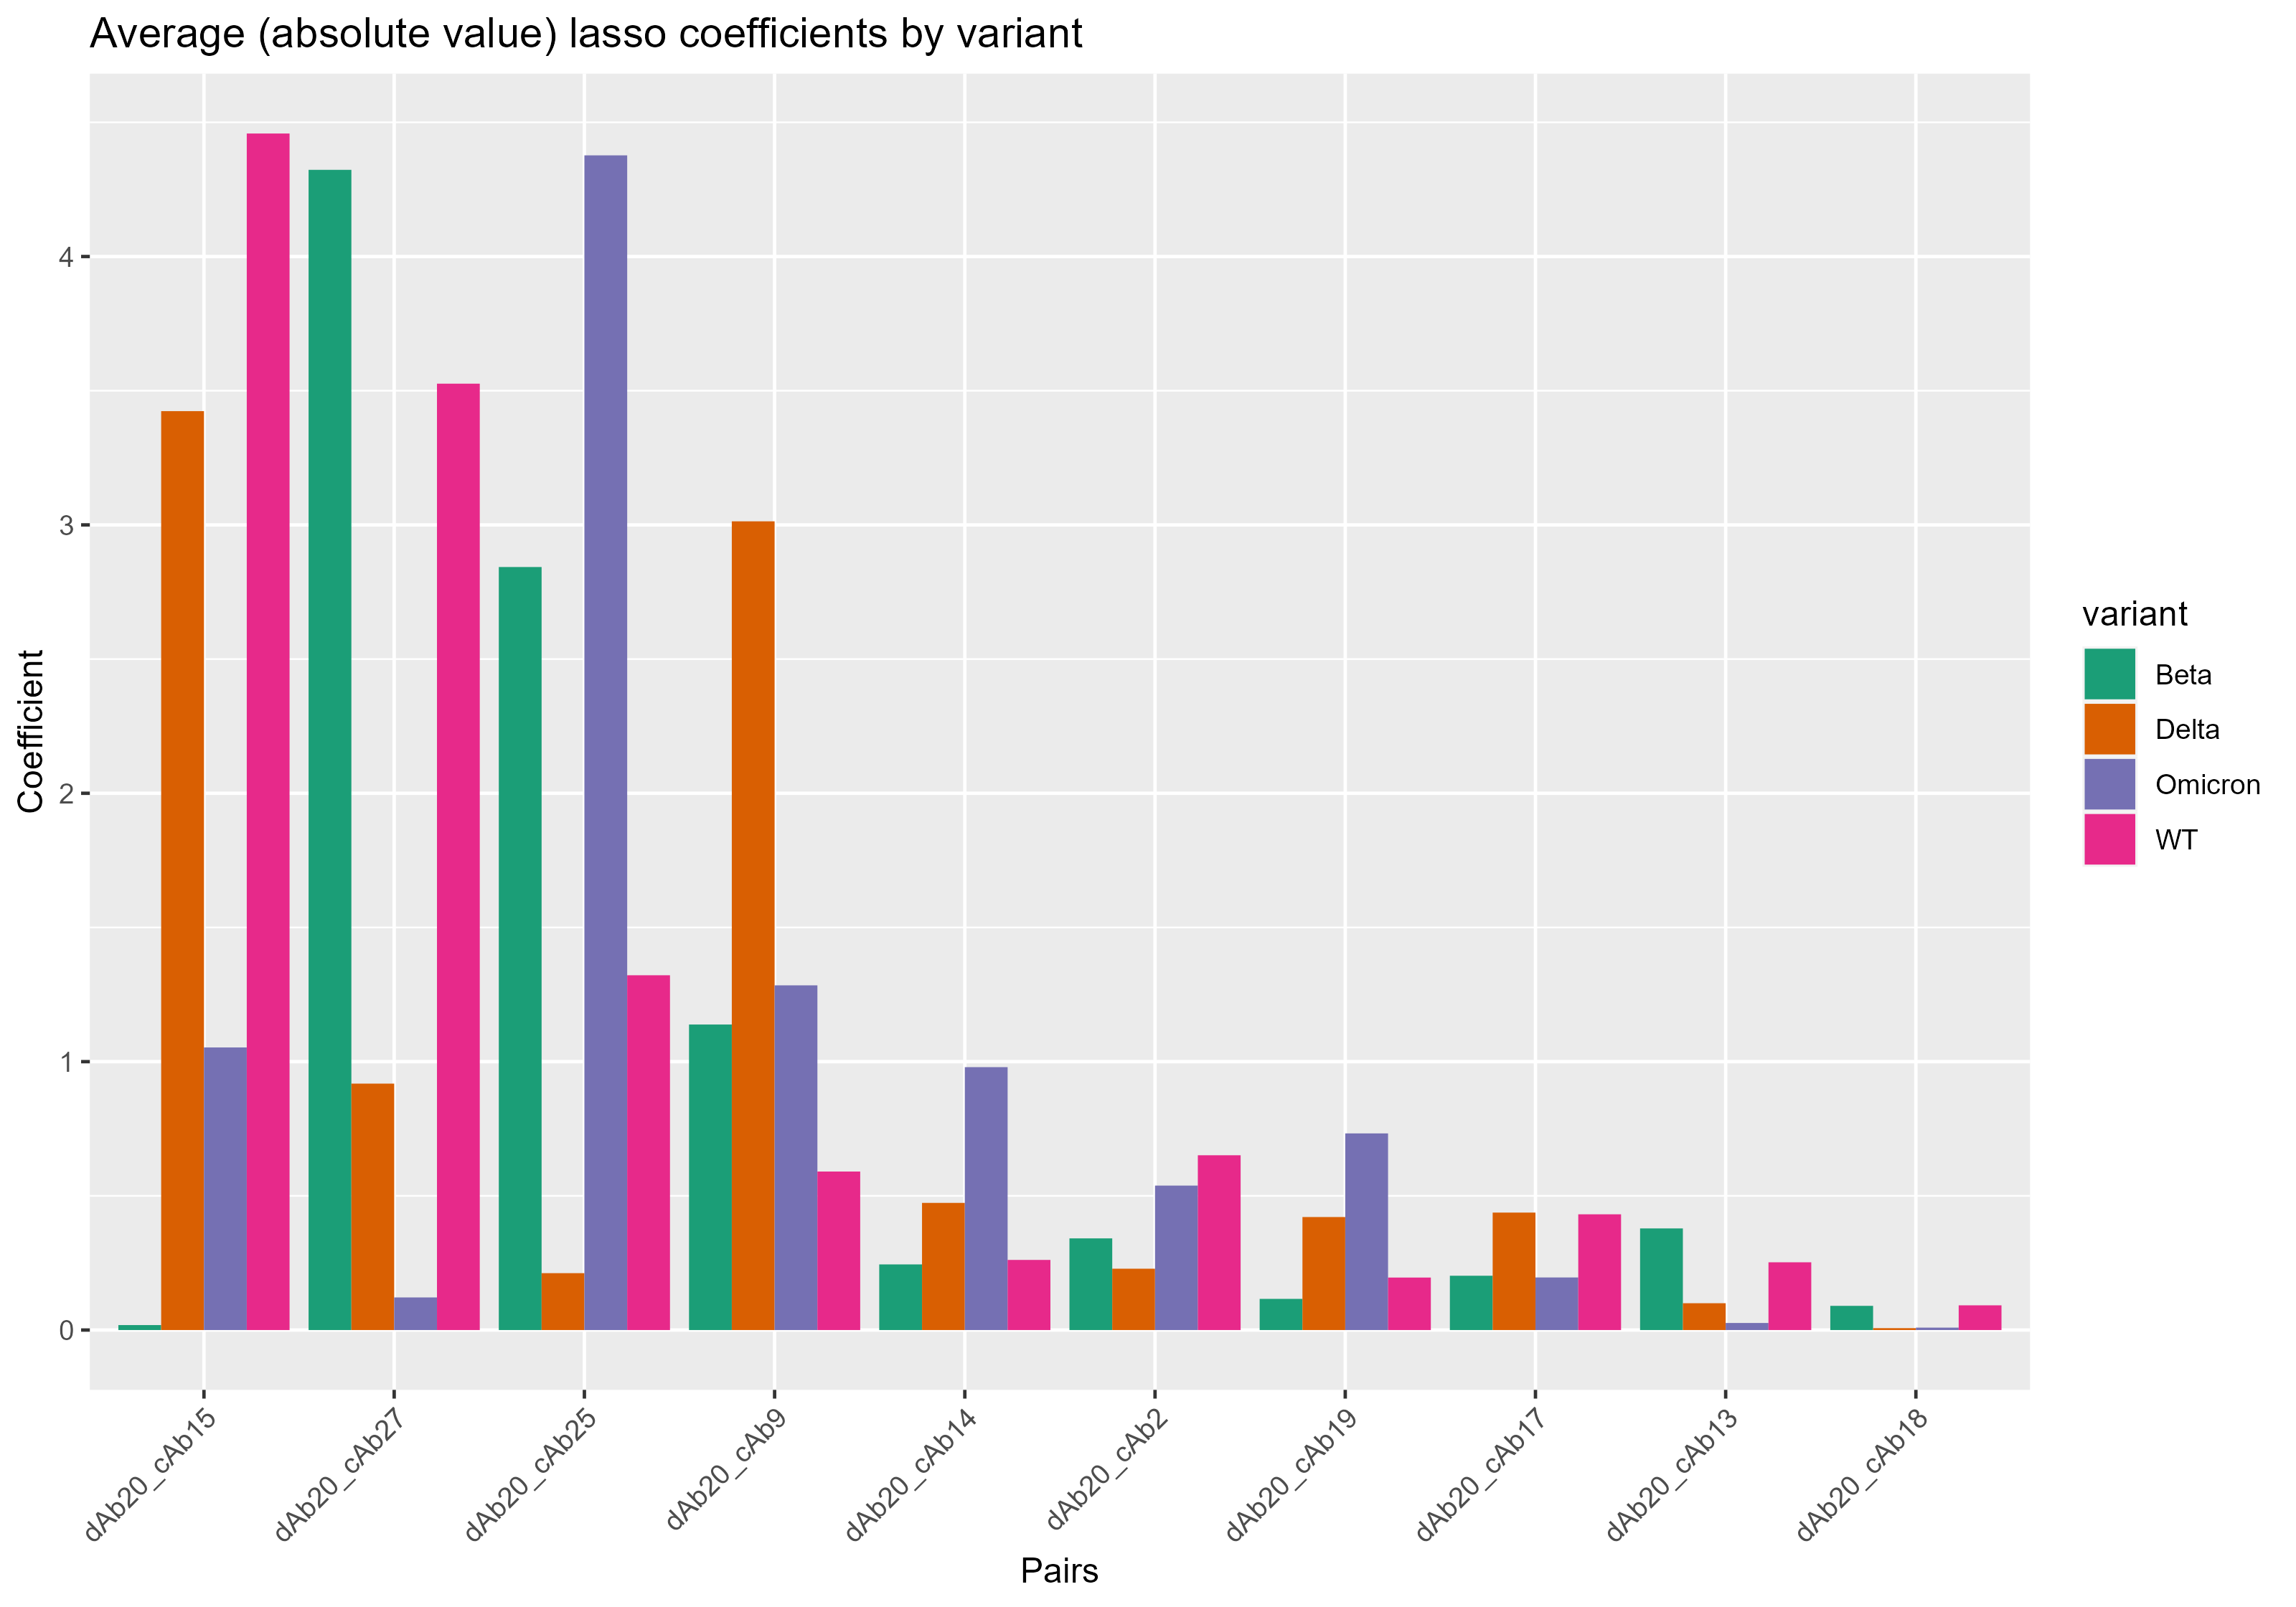 Average (absolute value) lasso coefficients by variant
Coefficient
4
3
2
1
0
dAb20_cAb15
dAb20_cAb27
dAb20_cAb25
dAb20_cAb9
dAb20_cAb14
dAb20_cAb2
dAb20_cAb19
dAb20_cAb17
dAb20_cAb13
dAb20_cAb18
Pairs
variant
Beta
Delta
Omicron
WT